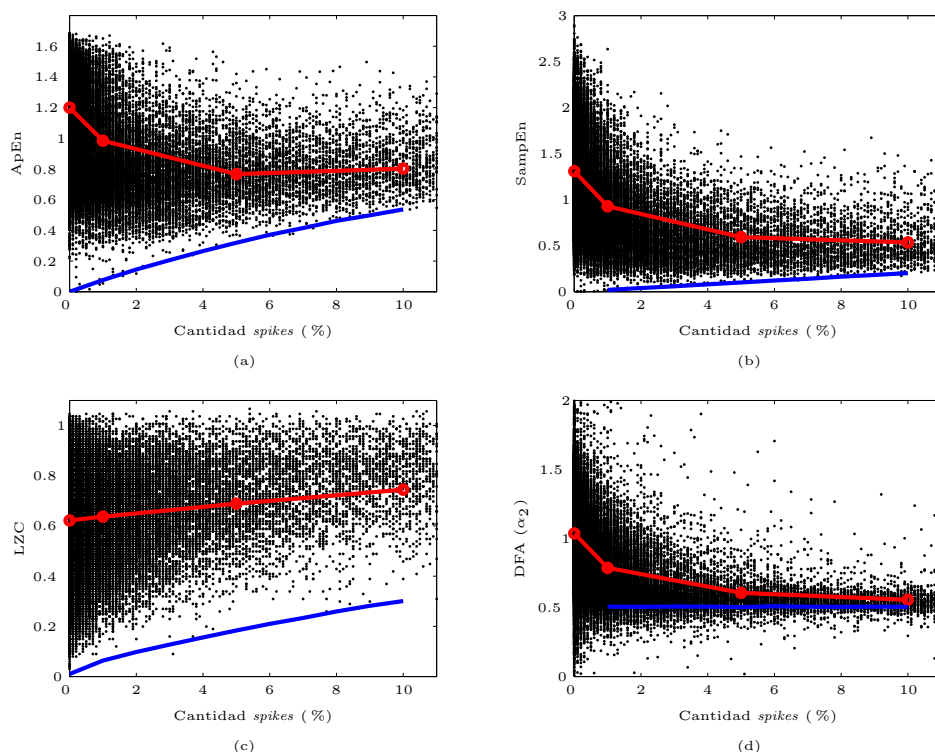 1.6
1.4
1.2
1
0.8
0.6
0.4
0.2
0
ApEn
0 2 4 6 8 10
Cantidad spikes ( %)
(a)
3
2.5
2
1.5
1
0.5
0
SampEn
0 2 4 6 8 10
Cantidad spikes ( %)
(b)
1
0.8
0.6
0.4
0.2
0
LZC
0 2 4 6 8 10
Cantidad spikes ( %)
(c)
2
1.5
1
0.5
0
DFA (α2)
0 2 4 6 8 10
Cantidad spikes ( %)
(d)